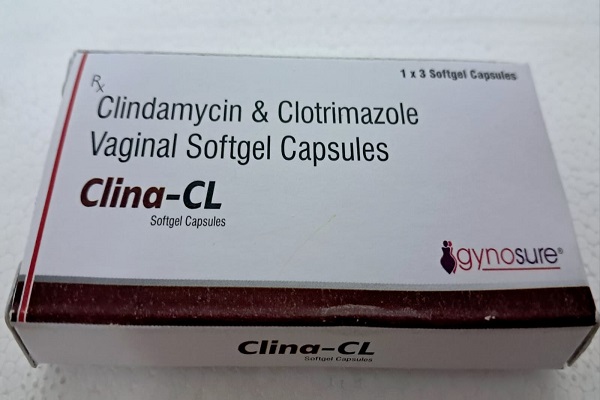 1 x 3 Softgel Capsules
Rx
Clindamycin & Clotrimazole
Vaginal Softgel Capsules
Clina-CL
Softgel Capsules
gynosure®
Clina-CL
Softgel Capsules